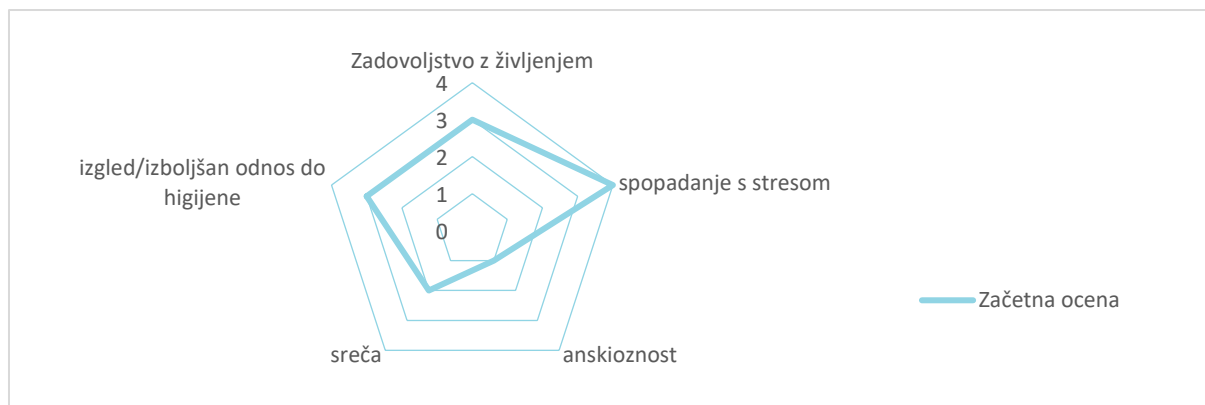 Zadovoljstvo z življenjem
4
3
2
1
0
spopadanje s stresom
anskioznost
sreča
izgled/izboljšan odnos do
higijene
Začetna ocena